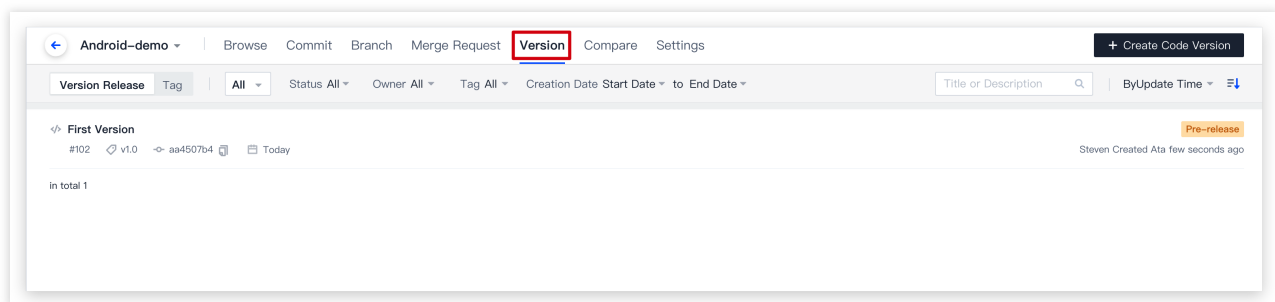 Android-demo Browse Commit Branch Merge Request Version Compare Settings + Create Code Version
Version Release Tag All Status All Owner All Tag All Creation Date Start Date to End Date Title or Description ByUpdate Time
First Version Pre-release
#102 v1.0 aa4507b4 Today Steven Created Ata few seconds ago
in total 1